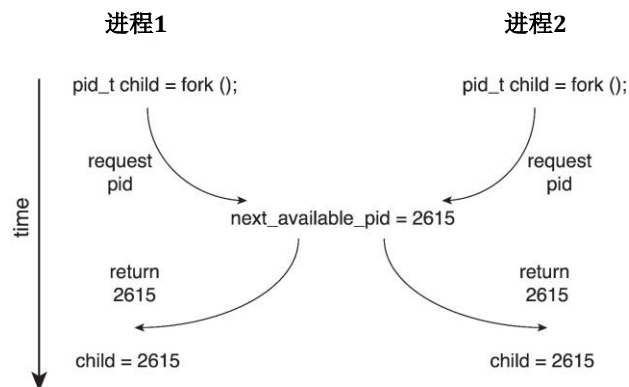 进程1
进程2
pid_t child = fork ();
pid_t child = fork ();
request
pid
request
pid
next_available_pid = 2615
time
return
2615
return
2615
child = 2615
child = 2615